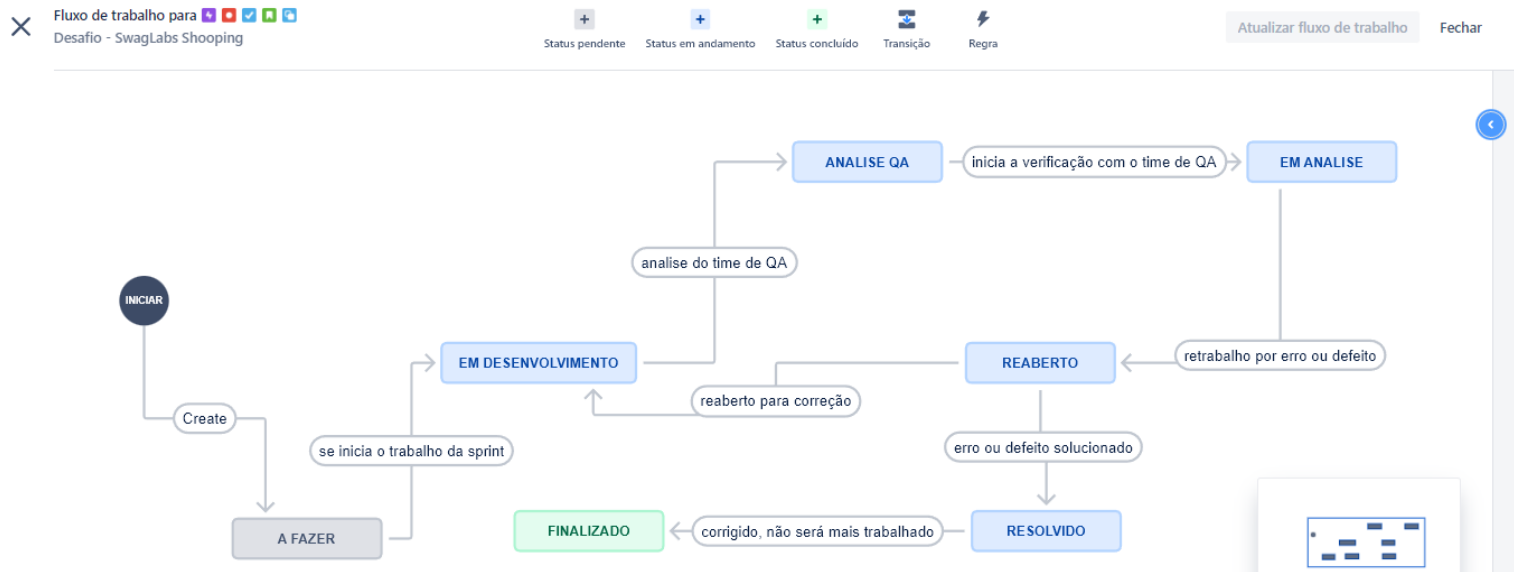 Fluxo de trabalho para
Desafio - SwagLabs Shooping
Status pendente
Status em andamento
Status concluído
Transição
Regra
Atualizar fluxo de trabalho
Fechar
ANALISE QA
inicia a verificação com o time de QA
EM ANALISE
analise do time de QA
INICIAR
EM DESENVOLVIMENTO
REABERTO
retrabalho por erro ou defeito
reaberto para correção
Create
se inicia o trabalho da sprint
erro ou defeito solucionado
A FAZER
FINALIZADO
corrigido, não será mais trabalhado
RESOLVIDO